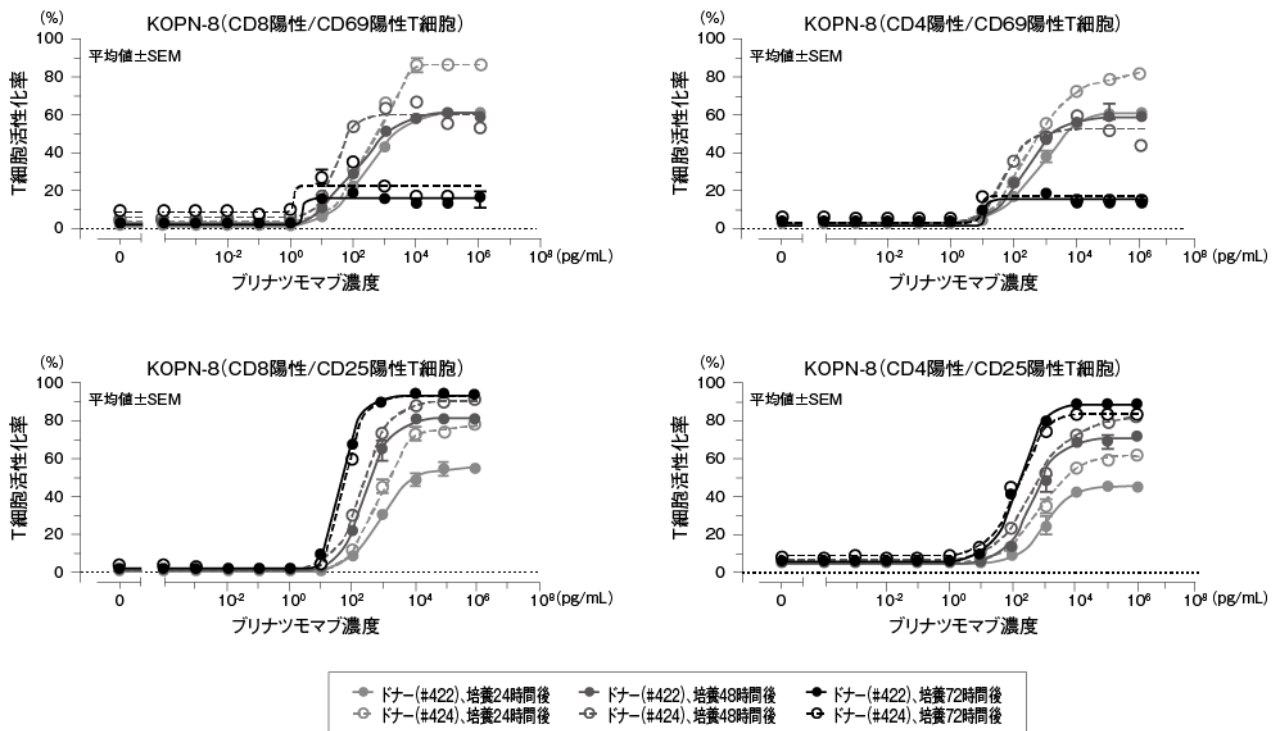 (%)
KOPN-8(CD8陽性/CD69陽性T細胞)
平均値±SEM
T細胞活性化率
100
80
60
40
20
0
0 10⁻² 10⁰ 10² 10⁴ 10⁶ 10⁸ (pg/mL)
ブリナツモマブ濃度
(%)
KOPN-8(CD4陽性/CD69陽性T細胞)
平均値±SEM
T細胞活性化率
100
80
60
40
20
0
0 10⁻² 10⁰ 10² 10⁴ 10⁶ 10⁸ (pg/mL)
ブリナツモマブ濃度
(%)
KOPN-8(CD8陽性/CD25陽性T細胞)
平均値±SEM
T細胞活性化率
100
80
60
40
20
0
0 10⁻² 10⁰ 10² 10⁴ 10⁶ 10⁸ (pg/mL)
ブリナツモマブ濃度
(%)
KOPN-8(CD4陽性/CD25陽性T細胞)
平均値±SEM
T細胞活性化率
100
80
60
40
20
0
0 10⁻² 10⁰ 10² 10⁴ 10⁶ 10⁸ (pg/mL)
ブリナツモマブ濃度
ドナー(#422)、培養24時間後 ドナー(#422)、培養48時間後 ドナー(#422)、培養72時間後
ドナー(#424)、培養24時間後 ドナー(#424)、培養48時間後 ドナー(#424)、培養72時間後